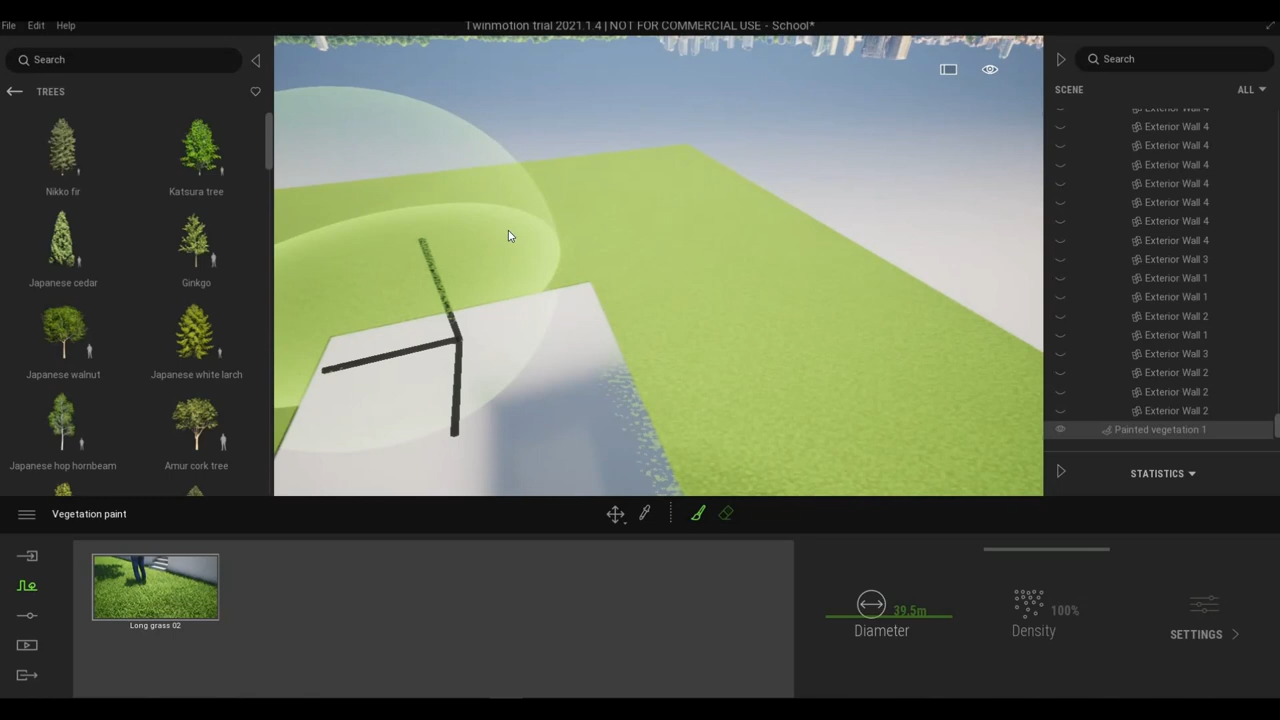 Twinmotion trial 2021.1.4 | NOT FOR COMMERCIAL USE - School*
File Edit Help
Search
TREES
Nikko fir
Katsura tree
Japanese cedar
Ginkgo
Japanese walnut
Japanese white larch
Japanese hop hornbeam
Amur cork tree
Search
SCENE
ALL
Exterior Wall 4
Exterior Wall 4
Exterior Wall 4
Exterior Wall 4
Exterior Wall 4
Exterior Wall 4
Exterior Wall 4
Exterior Wall 4
Exterior Wall 3
Exterior Wall 1
Exterior Wall 1
Exterior Wall 2
Exterior Wall 1
Exterior Wall 3
Exterior Wall 2
Exterior Wall 2
Exterior Wall 2
Painted vegetation 1
STATISTICS
Vegetation paint
Long grass 02
39.5m
Diameter
100%
Density
SETTINGS